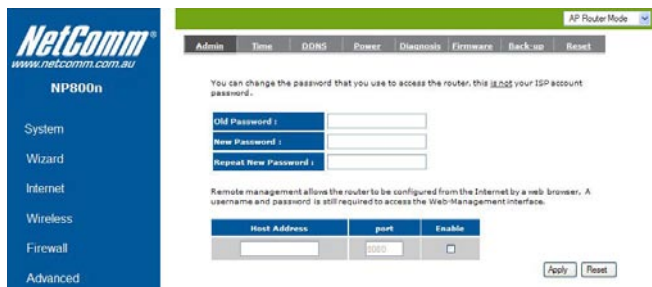 AP Router Mode
NetComm®
www.netcomm.com.au
NP800n
System
Wizard
Internet
Wireless
Firewall
Advanced
Admin Time DDNS Power Diagnosis Firmware Back-up Reset
You can change the password that you use to access the router, this is not your ISP account
password.
Old Password :
New Password :
Repeat New Password :
Remote management allows the router to be configured from the Internet by a web browser. A
username and password is still required to access the Web-Management interface.
Host Address port Enable
8080
Apply Reset